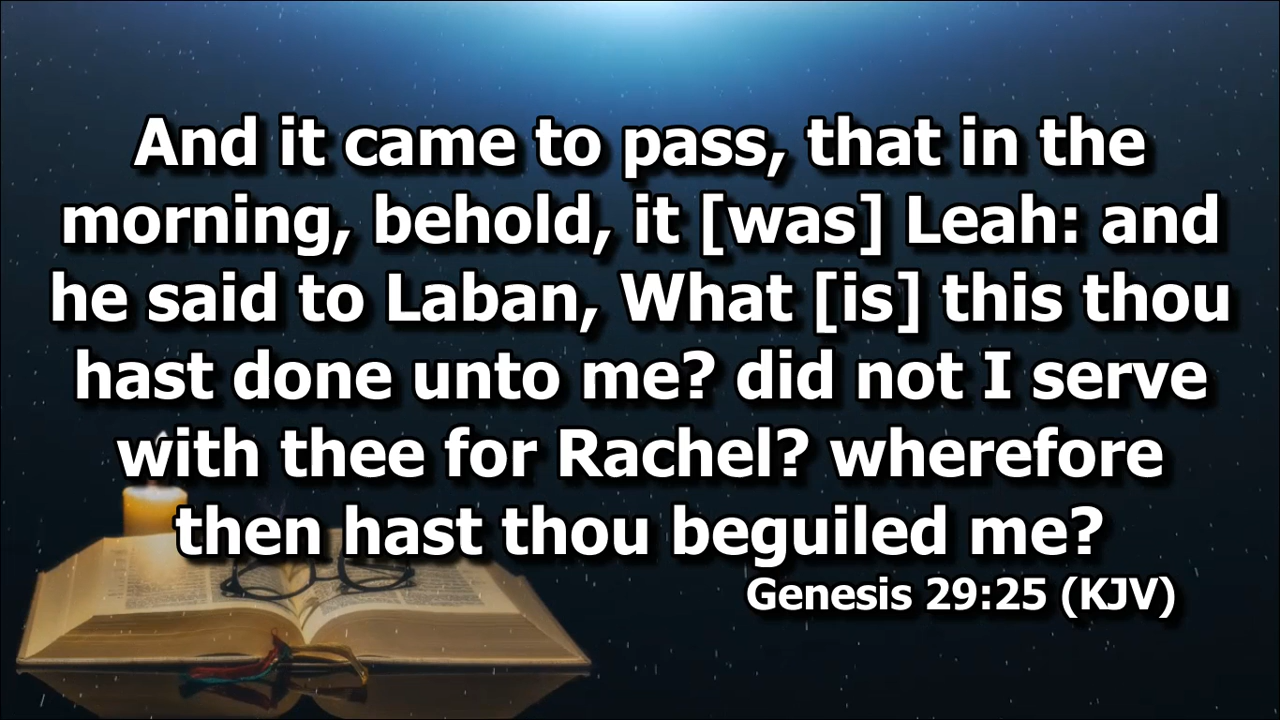 And it came to pass, that in the
morning, behold, it [was] Leah: and
he said to Laban, What [is] this thou
hast done unto me? did not I serve
with thee for Rachel? wherefore
then hast thou beguiled me?
Genesis 29:25 (KJV)